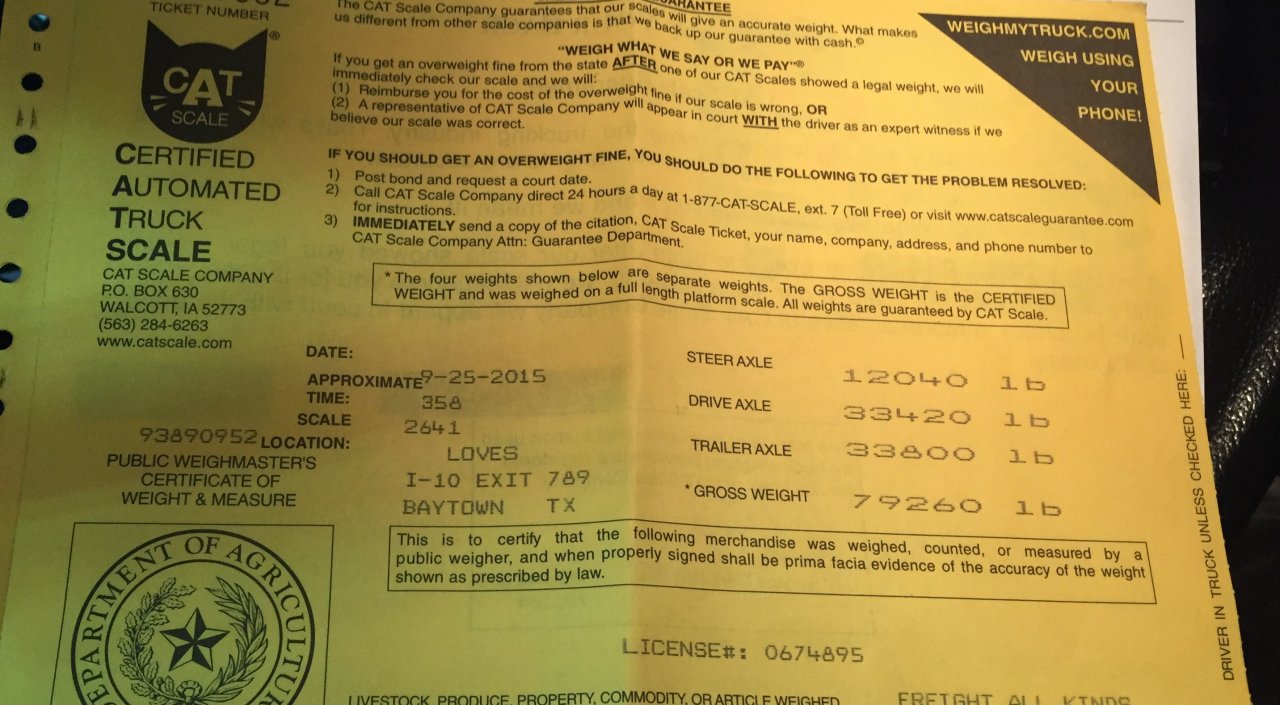 TICKET NUMBER
CAT
SCALE
®
CERTIFIED
AUTOMATED
TRUCK
SCALE
CAT SCALE COMPANY
P.O. BOX 630
WALCOTT, IA 52773
(563) 284-6263
www.catscale.com
The CAT Scale Company guarantees that our scales will give an accurate weight. What makes
us different from other scale companies is that we back up our guarantee with cash.©
"WEIGH WHAT WE SAY OR WE PAY"®
If you get an overweight fine from the state AFTER one of our CAT Scales showed a legal weight, we will
immediately check our scale and we will:
(1) Reimburse you for the cost of the overweight fine if our scale is wrong, OR
(2) A representative of CAT Scale Company will appear in court WITH the driver as an expert witness if we
believe our scale was correct.
WEIGHMYTRUCK.COM
WEIGH USING
YOUR
PHONE!
IF YOU SHOULD GET AN OVERWEIGHT FINE, YOU SHOULD DO THE FOLLOWING TO GET THE PROBLEM RESOLVED:
1) Post bond and request a court date.
2) Call CAT Scale Company direct 24 hours a day at 1-877-CAT-SCALE, ext. 7 (Toll Free) or visit www.catscaleguarantee.com
for instructions.
3) IMMEDIATELY send a copy of the citation, CAT Scale Ticket, your name, company, address, and phone number to
CAT Scale Company Attn: Guarantee Department.
* The four weights shown below are separate weights. The GROSS WEIGHT is the CERTIFIED
WEIGHT and was weighed on a full length platform scale. All weights are guaranteed by CAT Scale.
DATE:
APPROXIMATE 9-25-2015
TIME: 358
SCALE 2641
93890952 LOCATION:
LOVES
I-10 EXIT 789
BAYTOWN TX
PUBLIC WEIGHMASTER'S
CERTIFICATE OF
WEIGHT & MEASURE
STEER AXLE 12040 lb
DRIVE AXLE 33420 lb
TRAILER AXLE 33800 lb
* GROSS WEIGHT 79260 lb
DRIVER IN TRUCK UNLESS CHECKED HERE:
This is to certify that the following merchandise was weighed, counted, or measured by a
public weigher, and when properly signed shall be prima facia evidence of the accuracy of the weight
shown as prescribed by law.
DEPARTMENT OF AGRICULTURE
LICENSE#: 0674895
LIVESTOCK, PRODUCE, PROPERTY, COMMODITY, OR ARTICLE WEIGHED
FREIGHT ALL KINDS